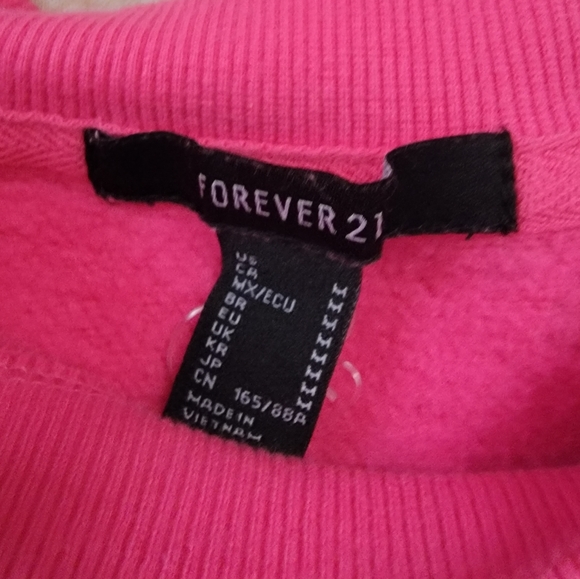 FOREVER 21
US M
CA M
MX/ECU M
BR M
EU M
UK M
KR M
JP M
CN 165/88A M
MADE IN
VIETNAM